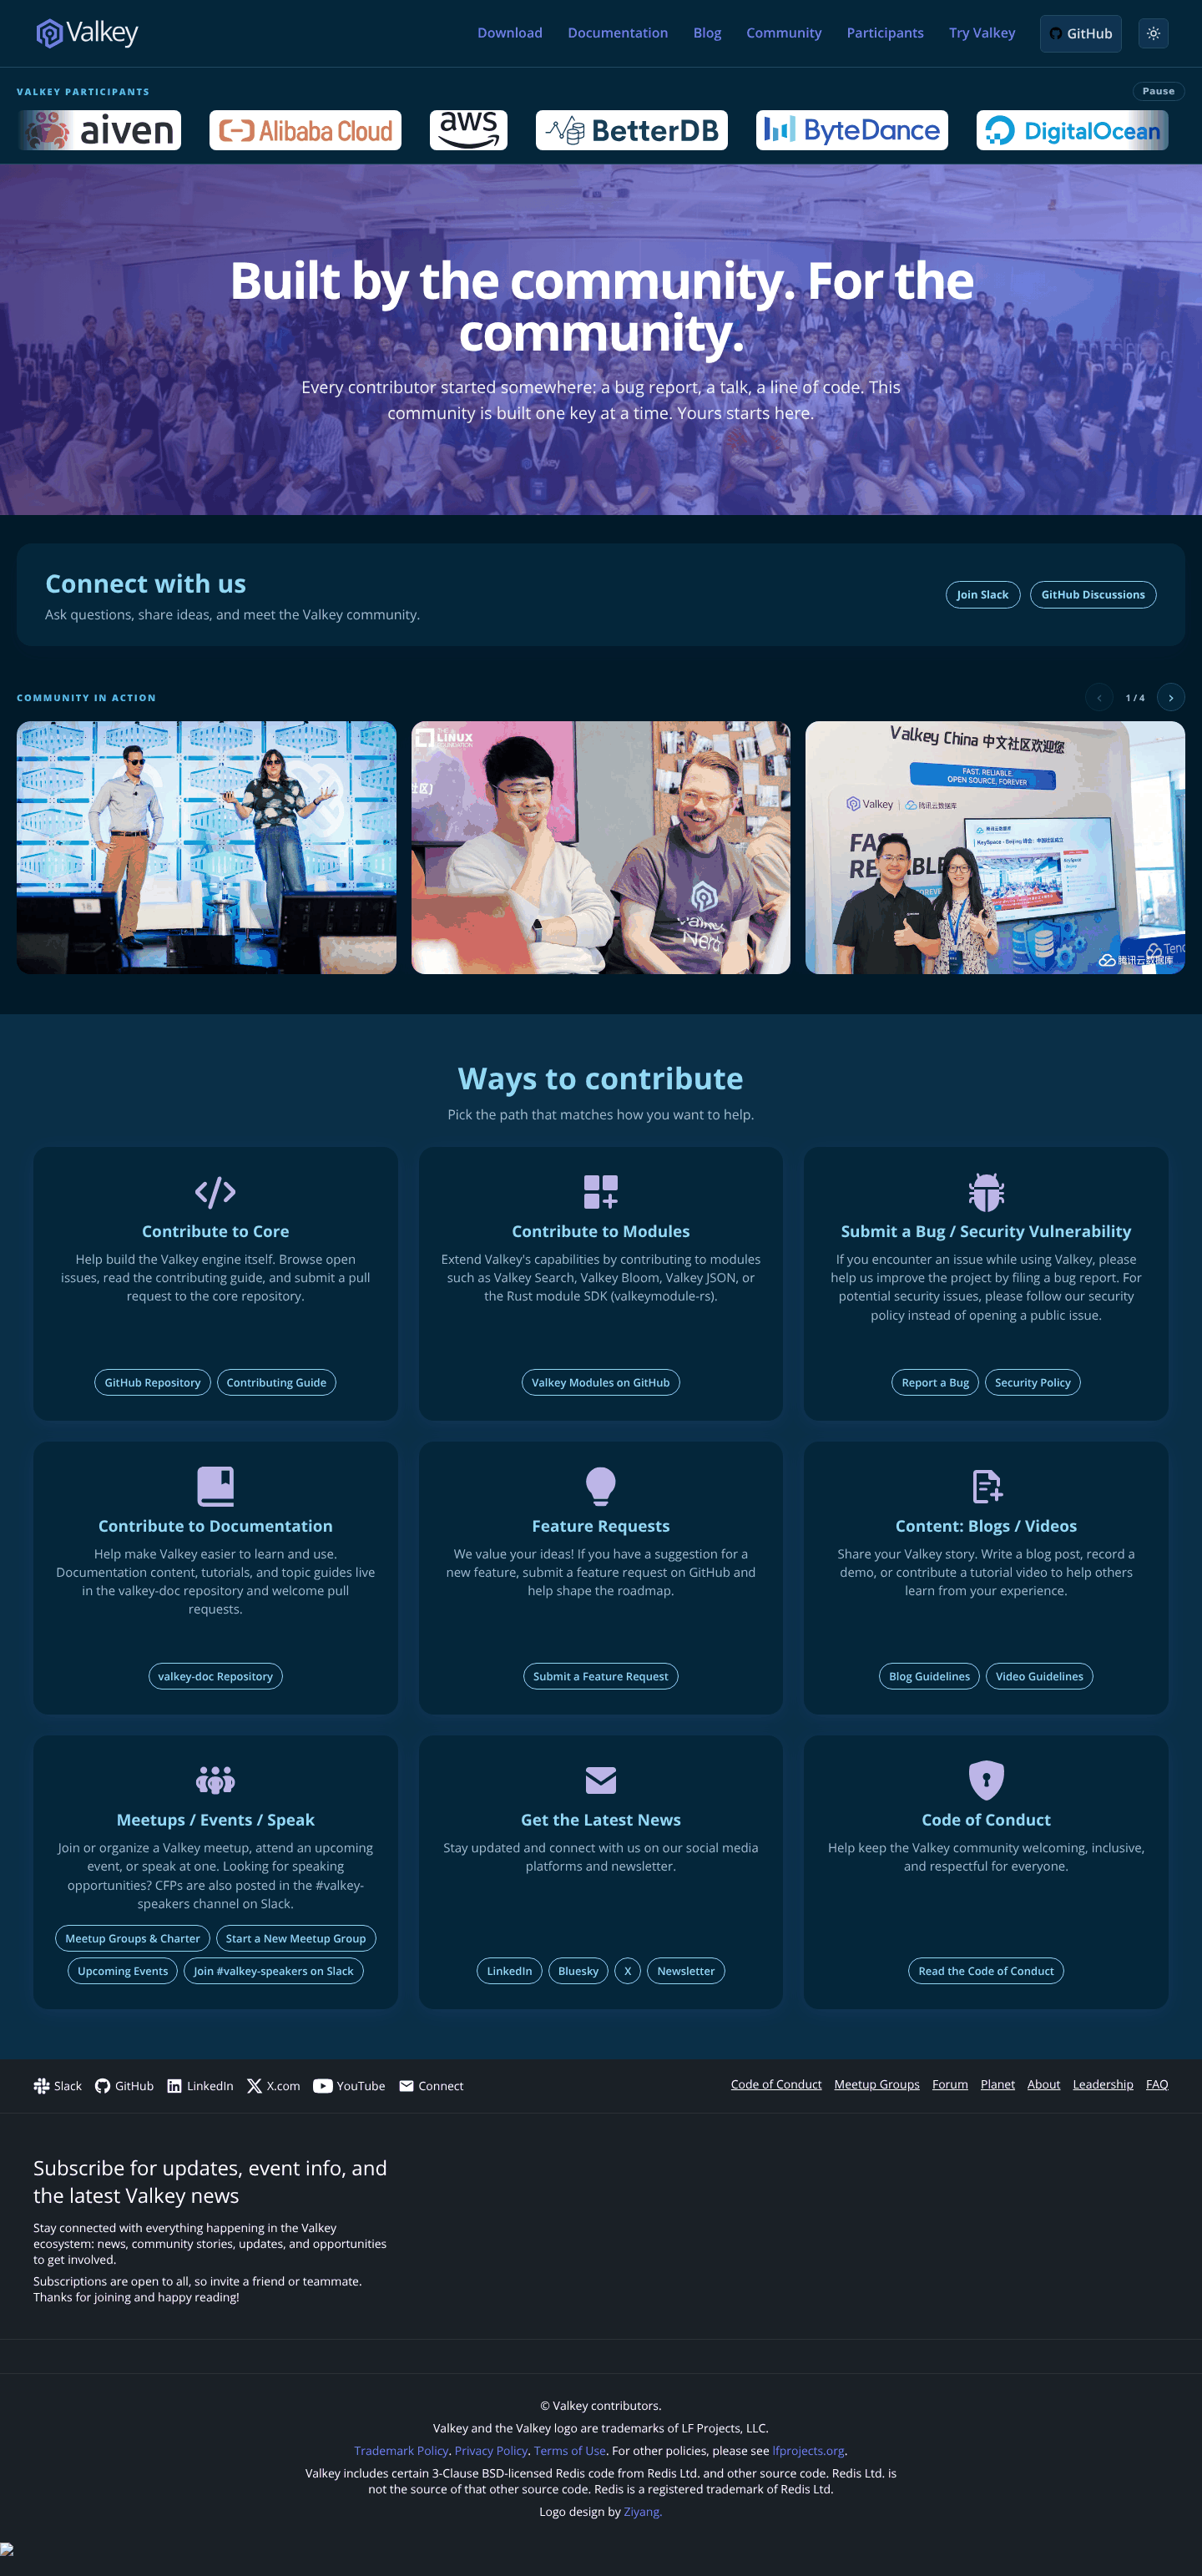 Valkey
Download
Documentation
Blog
Community
Participants
Try Valkey
GitHub
VALKEY PARTICIPANTS
Pause
aiven
Alibaba Cloud
aws
BetterDB
ByteDance
DigitalOcean
Built by the community. For the
community.
Every contributor started somewhere: a bug report, a talk, a line of code. This
community is built one key at a time. Yours starts here.
Connect with us
Ask questions, share ideas, and meet the Valkey community.
Join Slack
GitHub Discussions
COMMUNITY IN ACTION
1 / 4
THE
LINUX
FOUNDATION
社区)
Valkey
Nerd
Valkey China 中文社区欢迎您
FAST. RELIABLE
OPEN SOURCE, FOREVER
Valkey
腾讯云数据库
腾讯云数据库
Ways to contribute
Pick the path that matches how you want to help.
Contribute to Core
Help build the Valkey engine itself. Browse open
issues, read the contributing guide, and submit a pull
request to the core repository.
GitHub Repository
Contributing Guide
Contribute to Modules
Extend Valkey's capabilities by contributing to modules
such as Valkey Search, Valkey Bloom, Valkey JSON, or
the Rust module SDK (valkeymodule-rs).
Valkey Modules on GitHub
Submit a Bug / Security Vulnerability
If you encounter an issue while using Valkey, please
help us improve the project by filing a bug report. For
potential security issues, please follow our security
policy instead of opening a public issue.
Report a Bug
Security Policy
Contribute to Documentation
Help make Valkey easier to learn and use.
Documentation content, tutorials, and topic guides live
in the valkey-doc repository and welcome pull
requests.
valkey-doc Repository
Feature Requests
We value your ideas! If you have a suggestion for a
new feature, submit a feature request on GitHub and
help shape the roadmap.
Submit a Feature Request
Content: Blogs / Videos
Share your Valkey story. Write a blog post, record a
demo, or contribute a tutorial video to help others
learn from your experience.
Blog Guidelines
Video Guidelines
Meetups / Events / Speak
Join or organize a Valkey meetup, attend an upcoming
event, or speak at one. Looking for speaking
opportunities? CFPs are also posted in the #valkey-
speakers channel on Slack.
Meetup Groups & Charter
Start a New Meetup Group
Upcoming Events
Join #valkey-speakers on Slack
Get the Latest News
Stay updated and connect with us on our social media
platforms and newsletter.
LinkedIn
Bluesky
X
Newsletter
Code of Conduct
Help keep the Valkey community welcoming, inclusive,
and respectful for everyone.
Read the Code of Conduct
Slack
GitHub
LinkedIn
X.com
YouTube
Connect
Code of Conduct
Meetup Groups
Forum
Planet
About
Leadership
FAQ
Subscribe for updates, event info, and
the latest Valkey news
Stay connected with everything happening in the Valkey
ecosystem: news, community stories, updates, and opportunities
to get involved.
Subscriptions are open to all, so invite a friend or teammate.
Thanks for joining and happy reading!
© Valkey contributors.
Valkey and the Valkey logo are trademarks of LF Projects, LLC.
Trademark Policy. Privacy Policy. Terms of Use. For other policies, please see lfprojects.org.
Valkey includes certain 3-Clause BSD-licensed Redis code from Redis Ltd. and other source code. Redis Ltd. is
not the source of that other source code. Redis is a registered trademark of Redis Ltd.
Logo design by Ziyang.